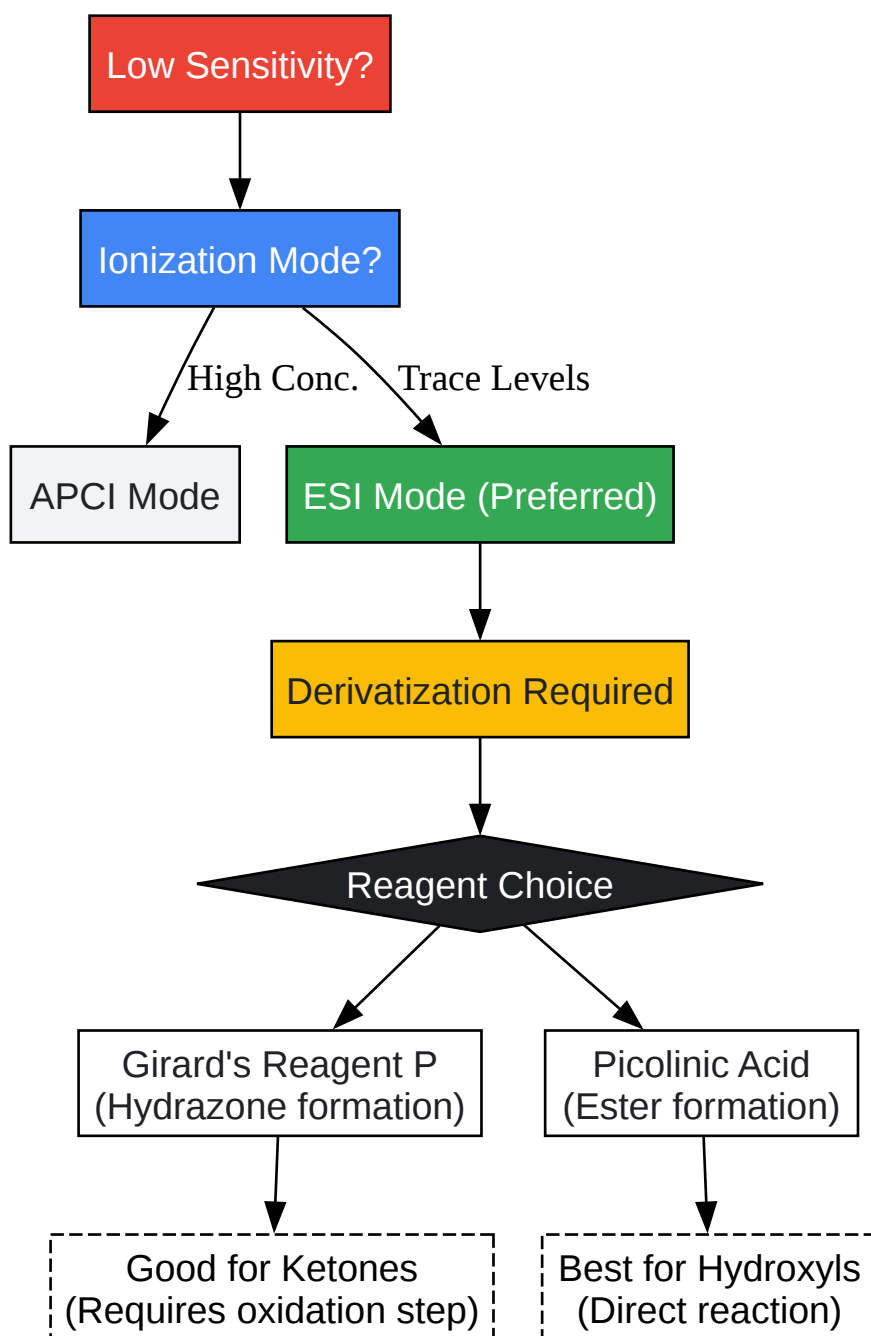 Low Sensitivity?
Ionization Mode?
High Conc.
Trace Levels
APCI Mode
ESI Mode (Preferred)
Derivatization Required
Reagent Choice
Girard's Reagent P
(Hydrazone formation)
Picolinic Acid
(Ester formation)
Good for Ketones
(Requires oxidation step)
Best for Hydroxyls
(Direct reaction)